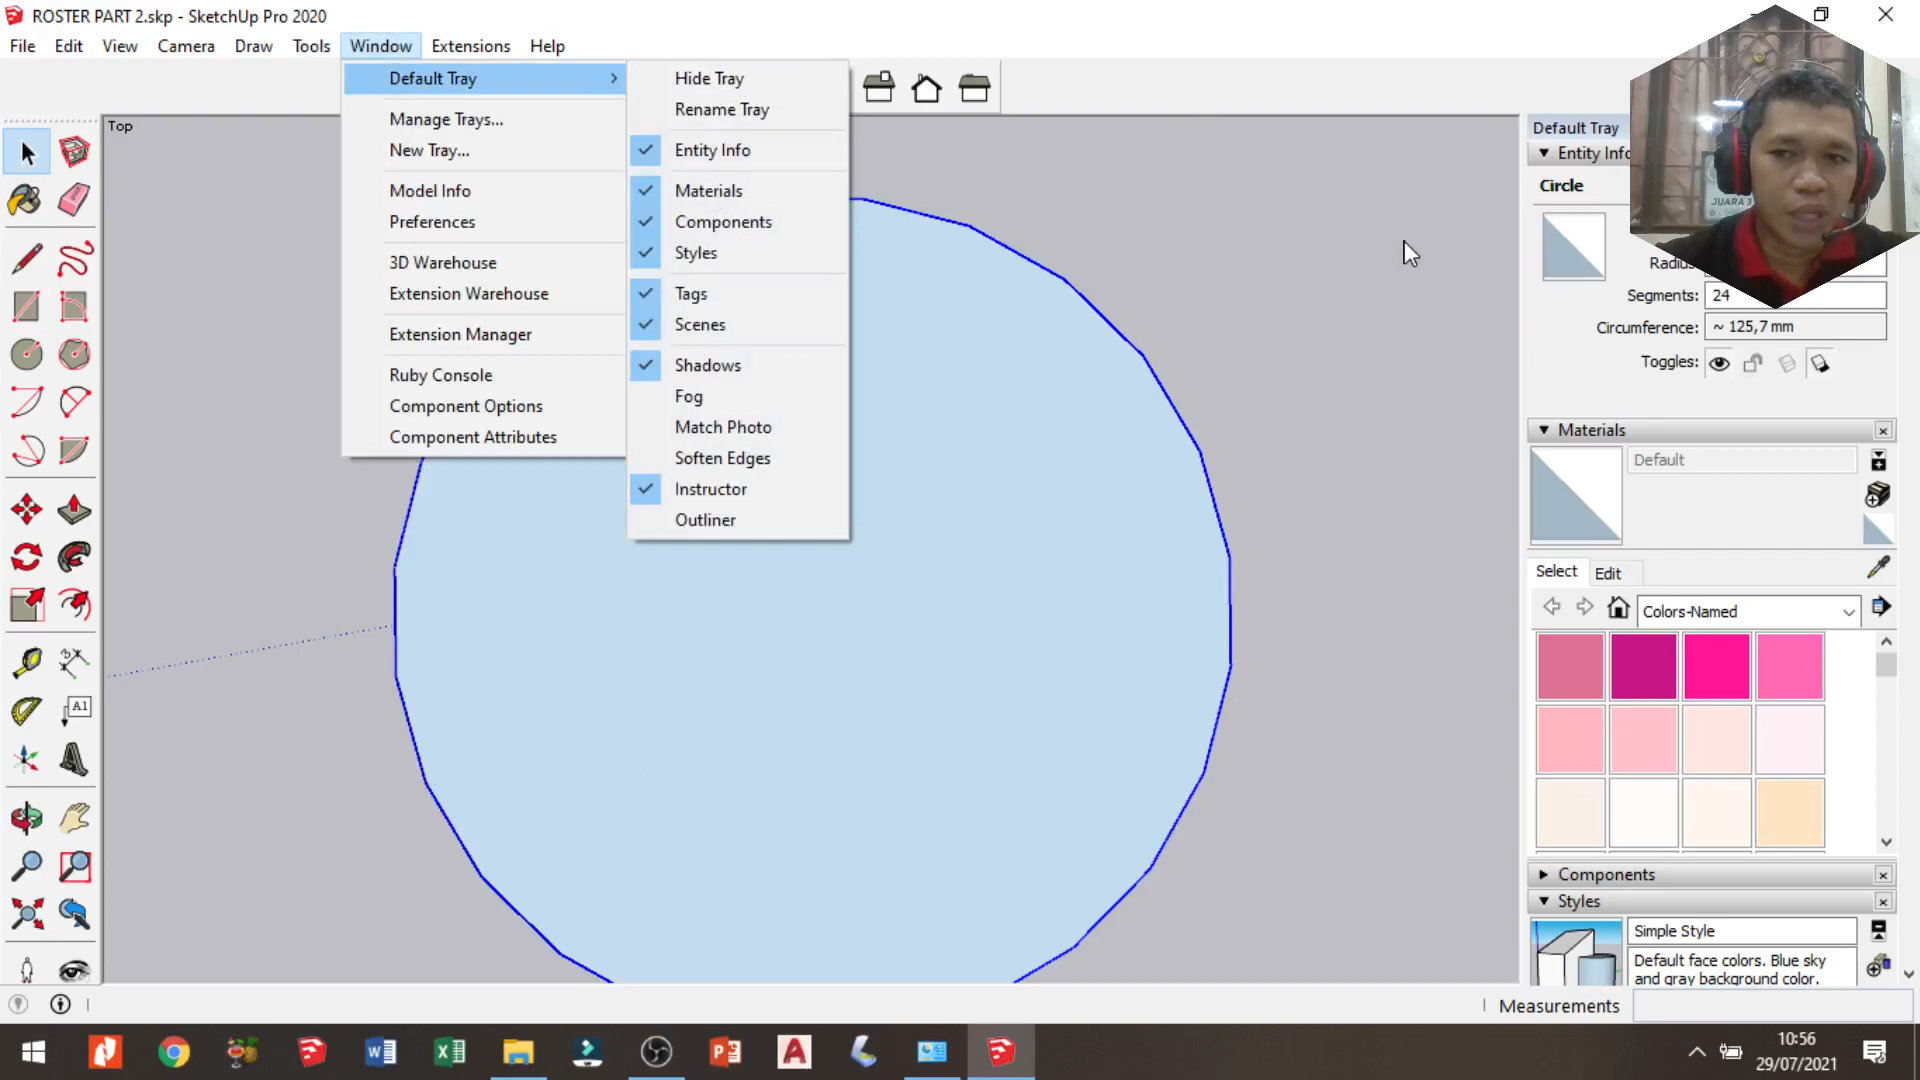 ROSTER PART 2.skp - SketchUp Pro 2020
File Edit View Camera Draw Tools Window Extensions Help
Default Tray
Manage Trays...
New Tray...
Model Info
Preferences
3D Warehouse
Extension Warehouse
Extension Manager
Ruby Console
Component Options
Component Attributes
Hide Tray
Rename Tray
Entity Info
Materials
Components
Styles
Tags
Scenes
Shadows
Fog
Match Photo
Soften Edges
Instructor
Outliner
Top
A1
Default Tray
Entity Info
Circle
JUARA 3
Segments: 24
Circumference: ~ 125,7 mm
Toggles:
Materials
Default
Select Edit
Colors-Named
Components
Styles
Simple Style
Default face colors. Blue sky
and gray background color.
Measurements
10:56
29/07/2021